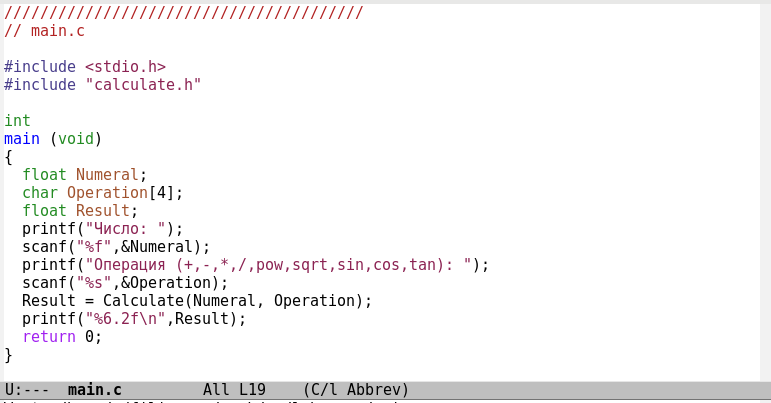 ////////////////////////////////////////
// main.c
#include <stdio.h>
#include "calculate.h"
int
main (void)
{
  float Numeral;
  char Operation[4];
  float Result;
  printf("Число: ");
  scanf("%f",&Numeral);
  printf("Операция (+,-,*,/,pow,sqrt,sin,cos,tan): ");
  scanf("%s",&Operation);
  Result = Calculate(Numeral, Operation);
  printf("%6.2f\n",Result);
  return 0;
}
U:---  main.c         All L19    (C/l Abbrev)